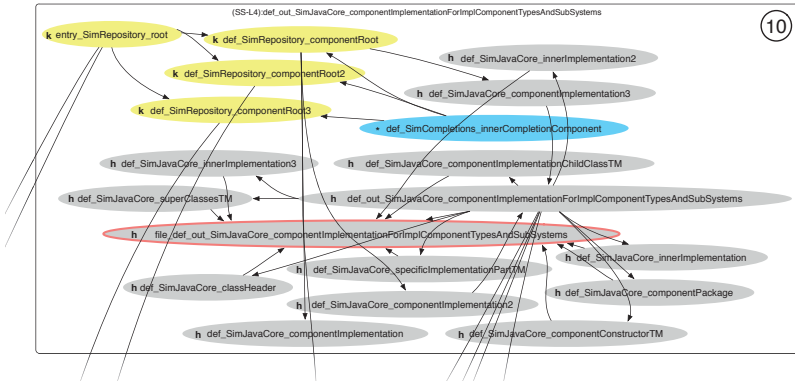 (SS-L4):def_out_SimJavaCore_componentImplementationForImplComponentTypesAndSubSystems
10
k entry_SimRepository_root
k def_SimRepository_componentRoot
h def_SimJavaCore_innerImplementation2
k def_SimRepository_componentRoot2
h def_SimJavaCore_componentImplementation3
k def_SimRepository_componentRoot3
* def_SimCompletions_innerCompletionComponent
h def_SimJavaCore_innerImplementation3
h def_SimJavaCore_componentImplementationChildClassTM
h def_SimJavaCore_superClassesTM
h def_out_SimJavaCore_componentImplementationForImplComponentTypesAndSubSystems
h file_def_out_SimJavaCore_componentImplementationForImplComponentTypesAndSubSystems
h def_SimJavaCore_innerImplementation
h def_SimJavaCore_specificImplementationPartTM
h def_SimJavaCore_classHeader
h def_SimJavaCore_componentPackage
h def_SimJavaCore_componentImplementation2
h def_SimJavaCore_componentImplementation
h def_SimJavaCore_componentConstructorTM